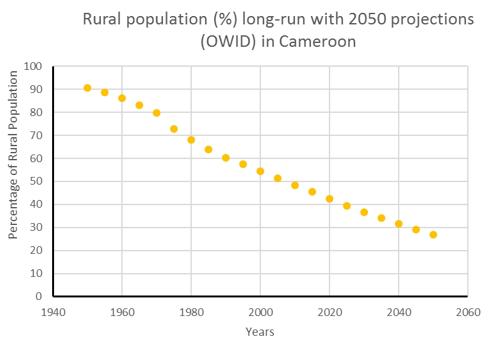 Rural population (%) long-run with 2050 projections
(OWID) in Cameroon
Percentage of Rural Population
100
90
80
70
60
50
40
30
20
10
0
1940 1960 1980 2000 2020 2040 2060
Years